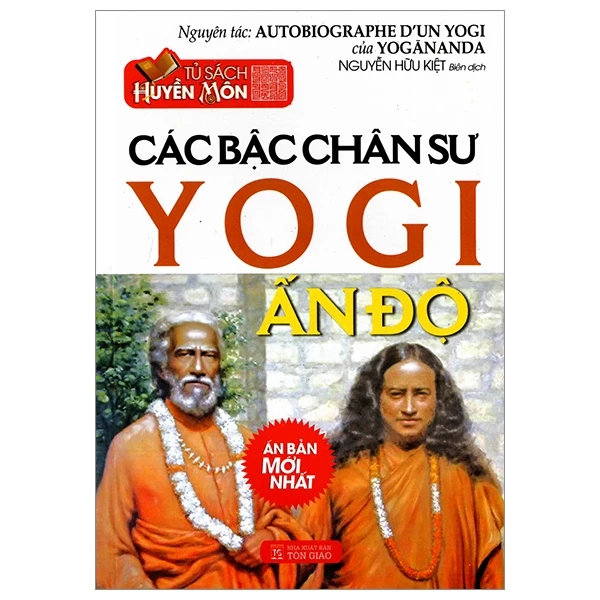 Nguyên tác: AUTOBIOGRAPHE D'UN YOGI
của YOGĀNANDA
NGUYỄN HỮU KIỆT Biên dịch
TỦ SÁCH
HUYỀN MÔN
CÁC BẬC CHÂN SƯ
YOGI
ẤN ĐỘ
ẤN BẢN
MỚI
NHẤT
NHÀ XUẤT BẢN
TÔN GIÁO